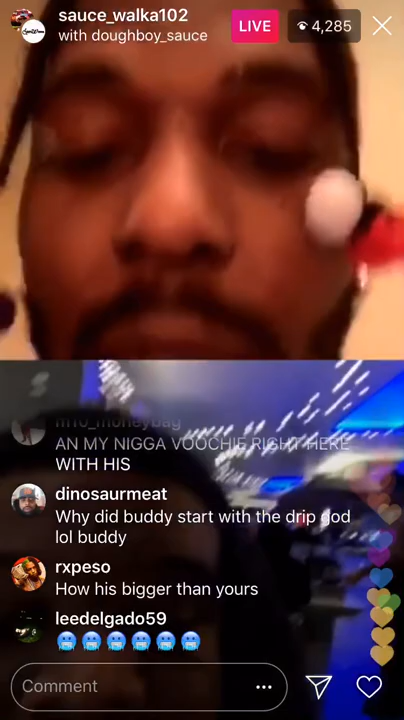 sauce_walka102
with doughboy_sauce
LIVE
4,285
m10_moneybag
AN MY NIGGA VOOCHIE RIGHT HERE
WITH HIS
dinosaurmeat
Why did buddy start with the drip god
lol buddy
rxpeso
How his bigger than yours
leedelgado59
🥶🥶🥶🥶🥶🥶
Comment